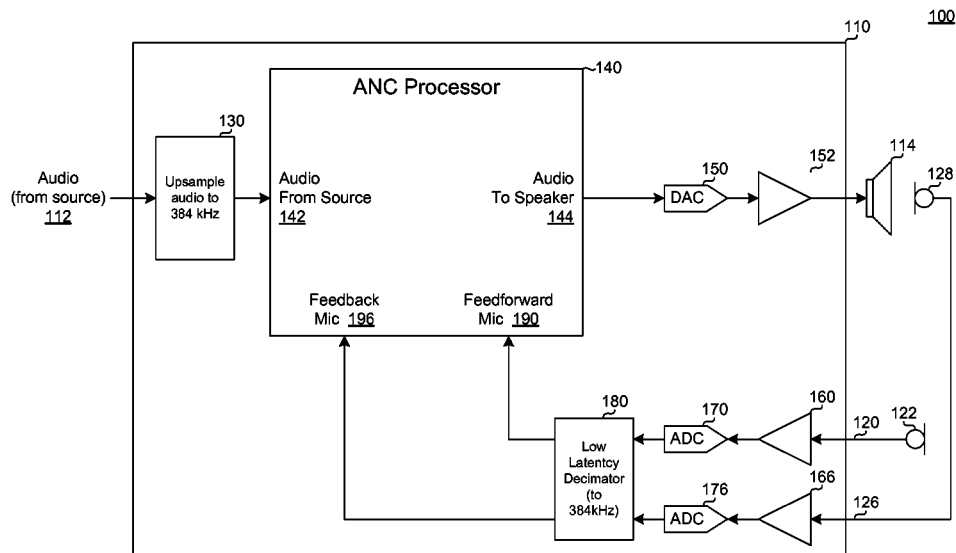 100
110
140
ANC Processor
130
Upsample
audio to
384 kHz
Audio
(from source)
112
Audio
From Source
142
Audio
To Speaker
144
150
DAC
152
114
128
Feedback
Mic 196
Feedforward
Mic 190
180
Low
Latentcy
Decimator
(to
384kHz)
170
ADC
160
120
122
176
ADC
166
126